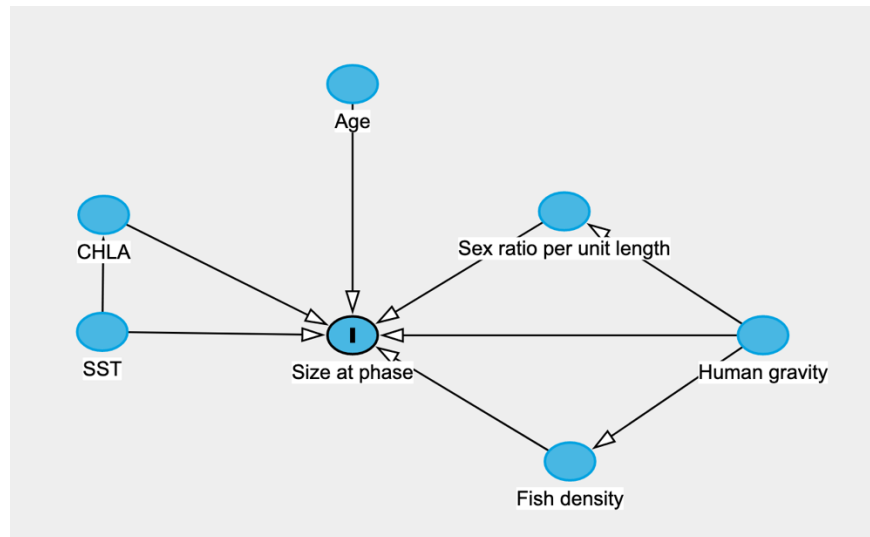 Age
CHLA
Sex ratio per unit length
SST
I
Size at phase
Human gravity
Fish density